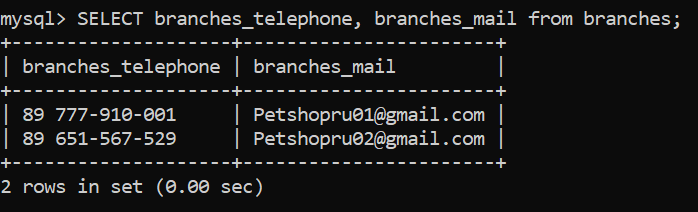 mysql> SELECT branches_telephone, branches_mail from branches;
+--------------------+-----------------------+
| branches_telephone | branches_mail         |
+--------------------+-----------------------+
| 89 777-910-001     | Petshopru01@gmail.com |
| 89 651-567-529     | Petshopru02@gmail.com |
+--------------------+-----------------------+
2 rows in set (0.00 sec)